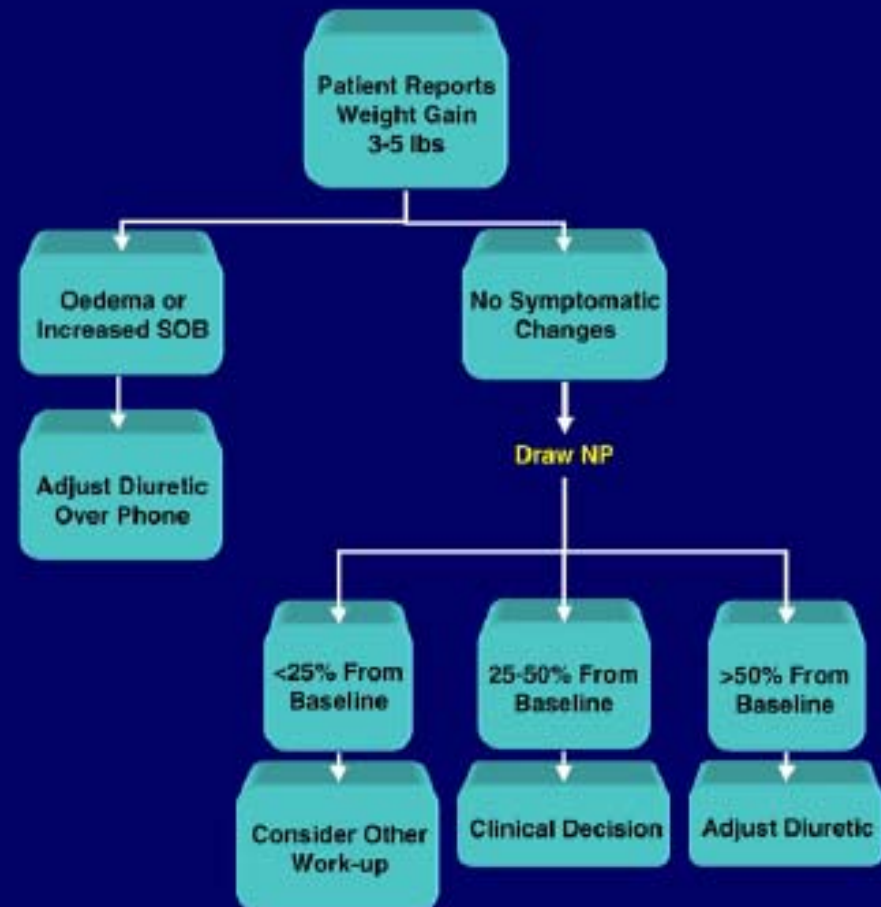 Patient Reports
Weight Gain
3-5 lbs
Oedema or
Increased SOB
No Symptomatic
Changes
Adjust Diuretic
Over Phone
Draw NP
<25% From
Baseline
25-50% From
Baseline
>50% From
Baseline
Consider Other
Work-up
Clinical Decision
Adjust Diuretic